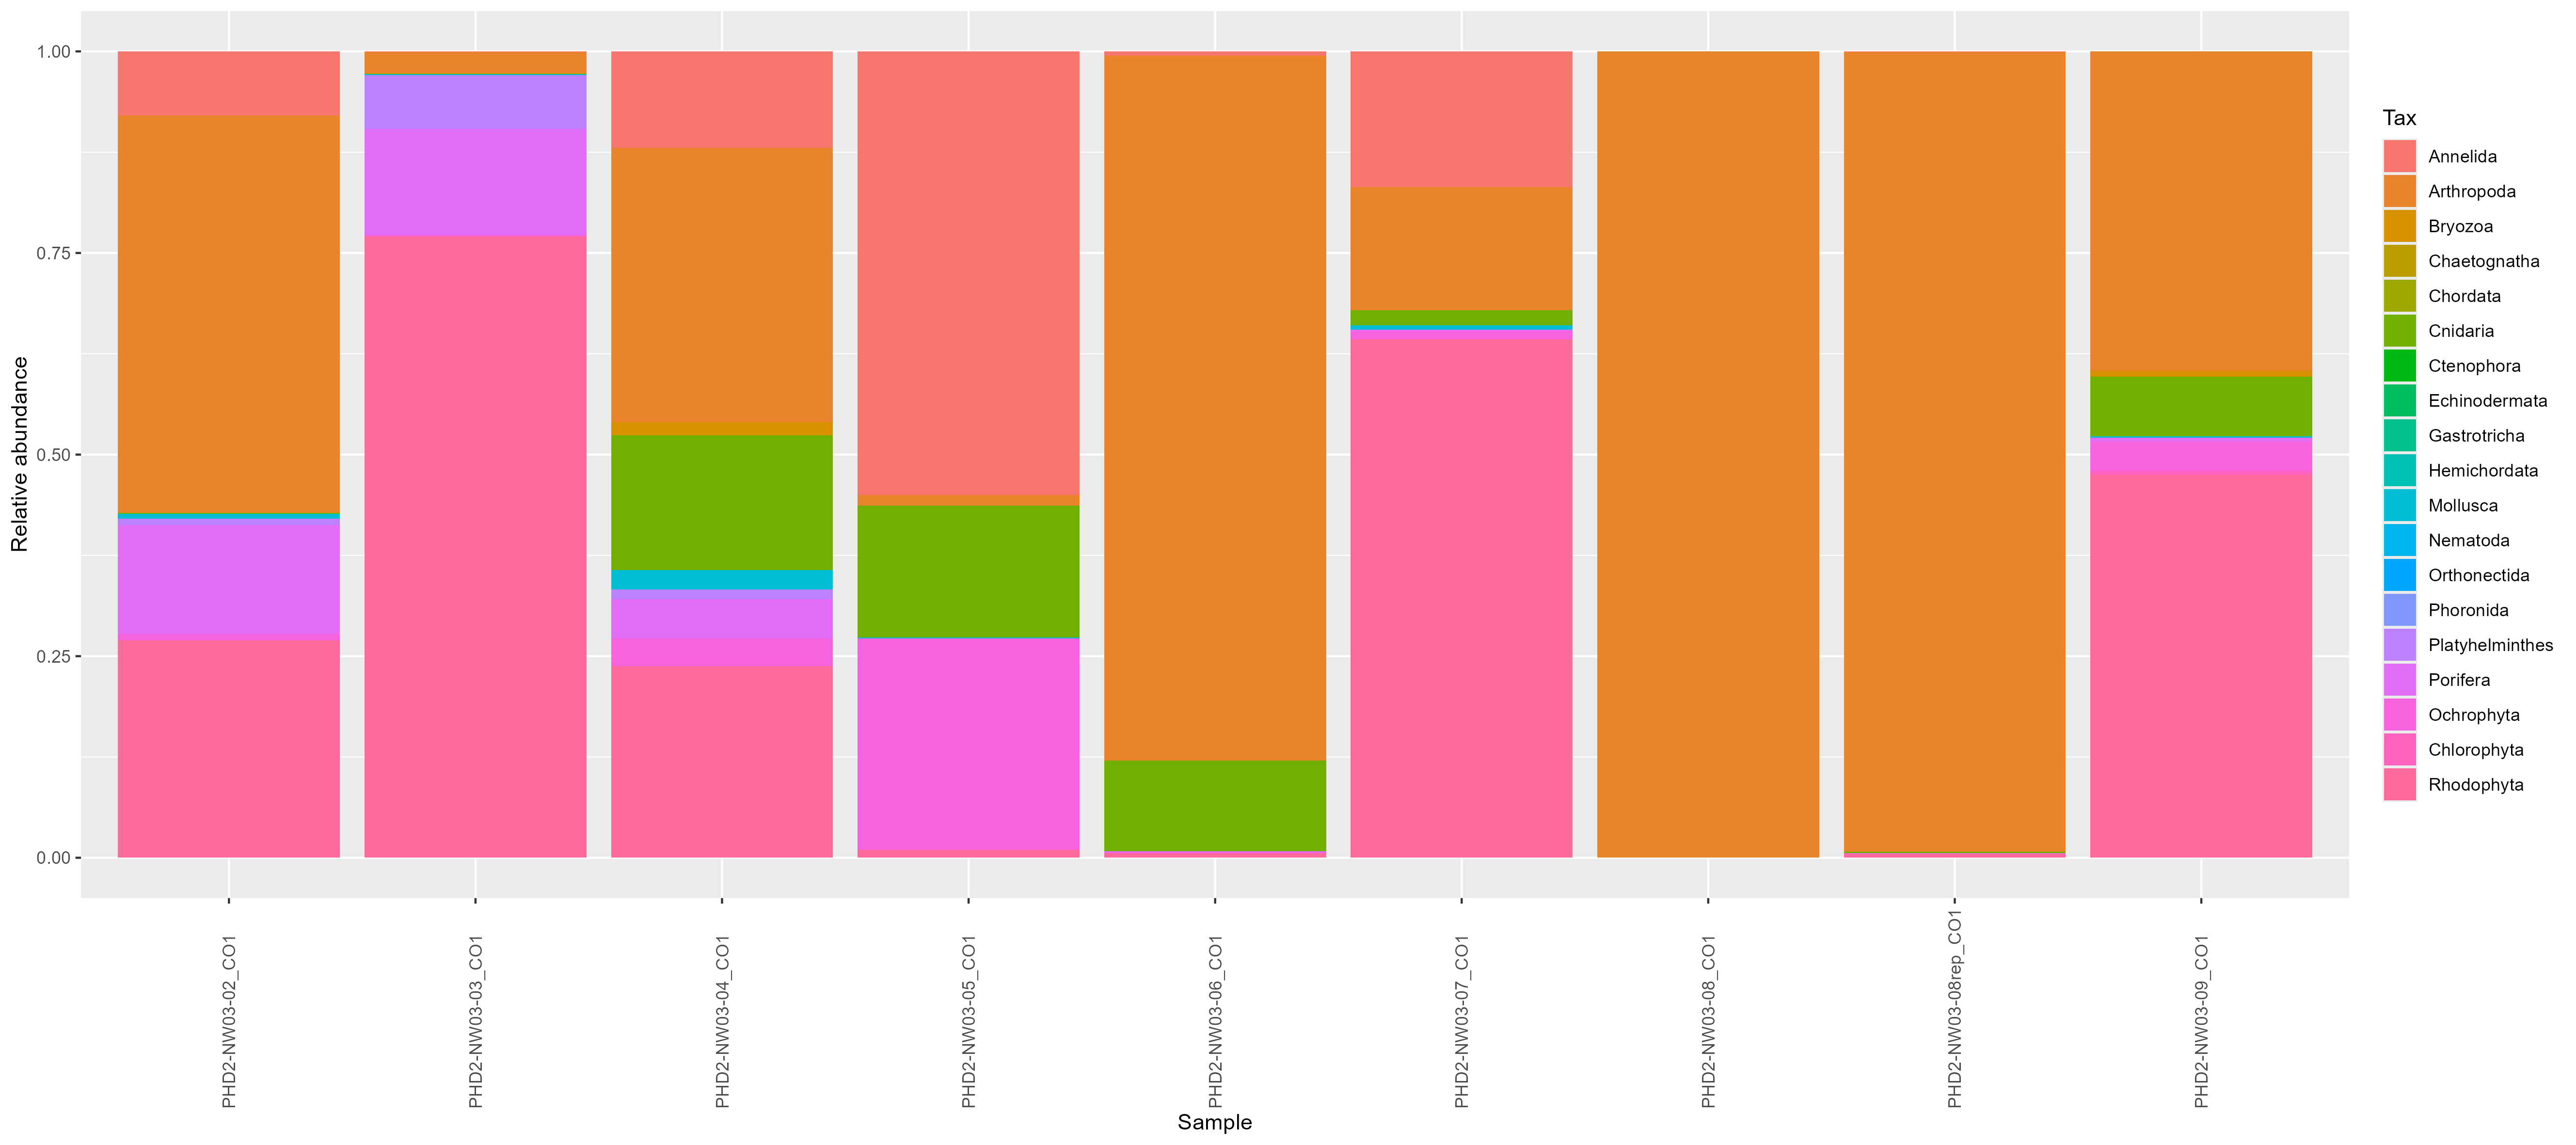 Relative abundance
1.00
0.75
0.50
0.25
0.00
PHD2-NW03-02_CO1
PHD2-NW03-03_CO1
PHD2-NW03-04_CO1
PHD2-NW03-05_CO1
PHD2-NW03-06_CO1
PHD2-NW03-07_CO1
PHD2-NW03-08_CO1
PHD2-NW03-08rep_CO1
PHD2-NW03-09_CO1
Sample
Tax
Annelida
Arthropoda
Bryozoa
Chaetognatha
Chordata
Cnidaria
Ctenophora
Echinodermata
Gastrotricha
Hemichordata
Mollusca
Nematoda
Orthonectida
Phoronida
Platyhelminthes
Porifera
Ochrophyta
Chlorophyta
Rhodophyta